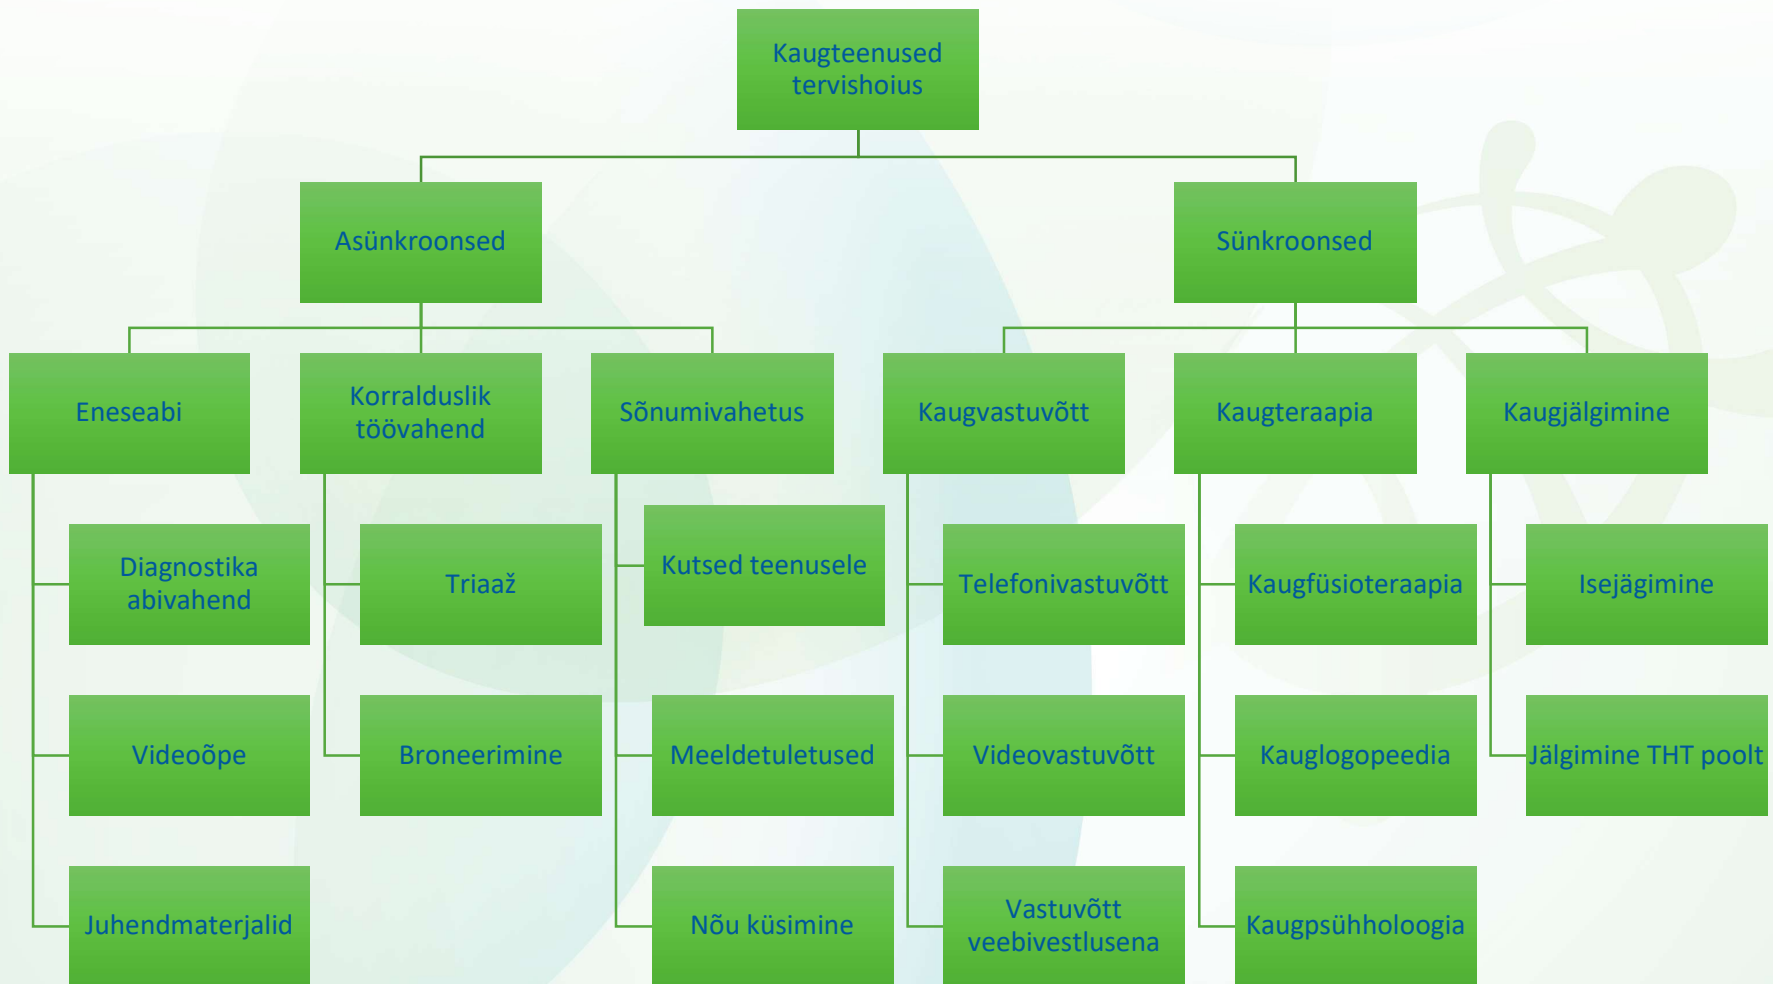 Kaugteenused
tervishoius
Asünkroonsed
Sünkroonsed
Eneseabi
Korralduslik
töövahend
Sõnumivahetus
Kaugvastuvõtt
Kaugteraapia
Kaugjälgimine
Diagnostika
abivahend
Triaaž
Kutsed teenusele
Telefonivastuvõtt
Kaugfüsioteraapia
Isejägimine
Videoõpe
Broneerimine
Meeldetuletused
Videovastuvõtt
Kauglogopeedia
Jälgimine THT poolt
Juhendmaterjalid
Nõu küsimine
Vastuvõtt
veebivestlusena
Kaugpsühholoogia